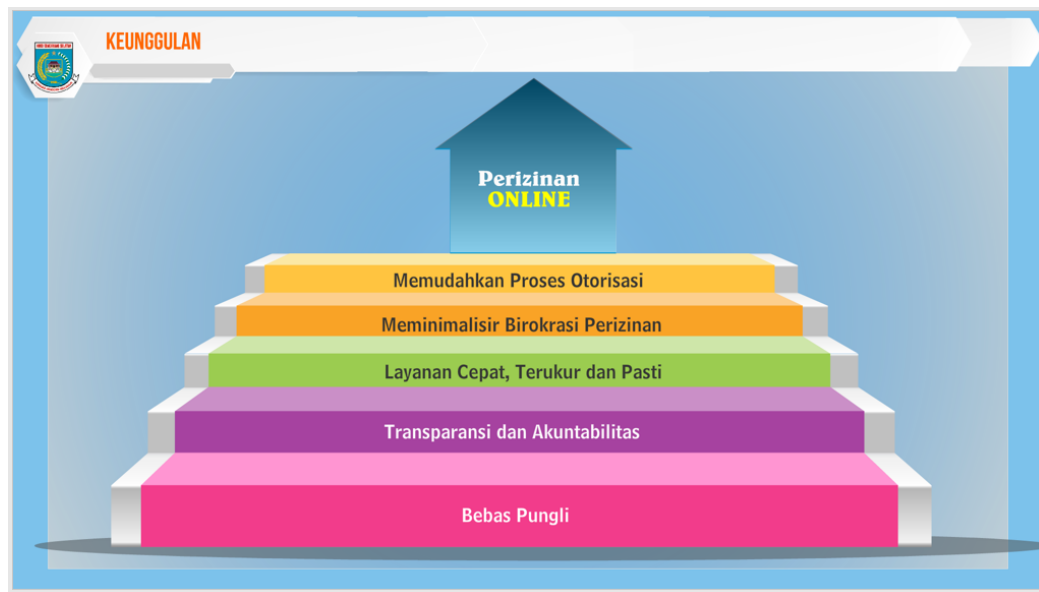 KEUNGGULAN
Perizinan
ONLINE
Memudahkan Proses Otorisasi
Meminimalisir Birokrasi Perizinan
Layanan Cepat, Terukur dan Pasti
Transparansi dan Akuntabilitas
Bebas Pungli